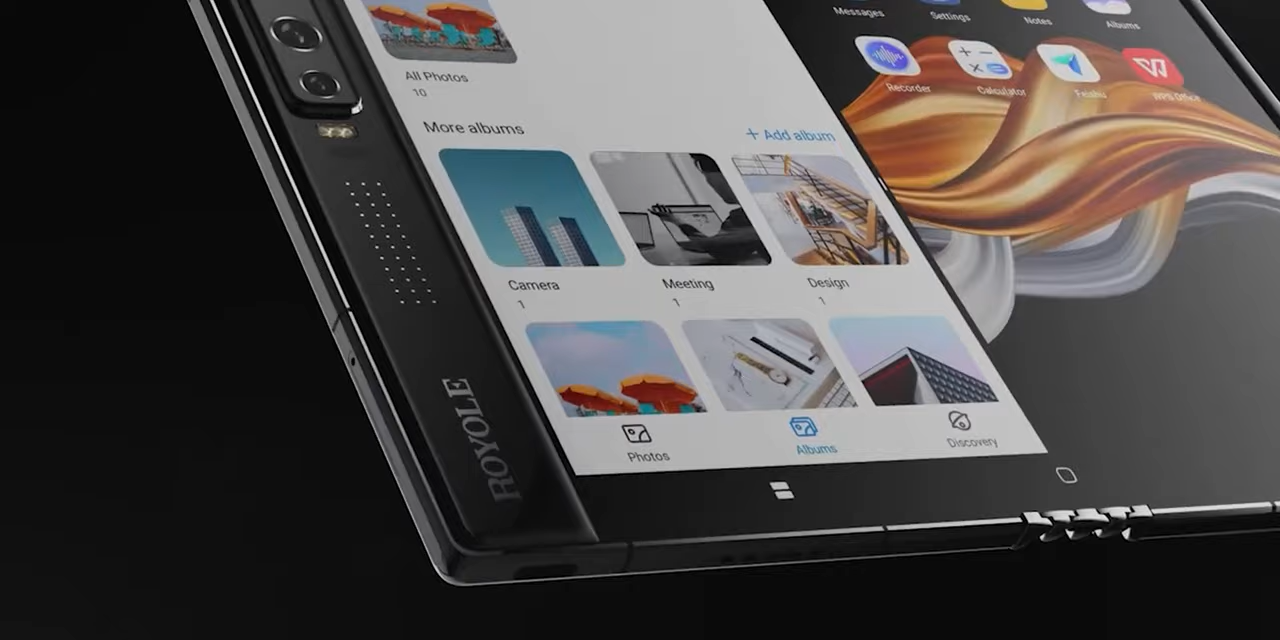 Messages
Settings
Notes
Albums
Recorder
Calculator
Feishu
WPS Office
All Photos
10
More albums
+ Add album
Camera
1
Meeting
1
Design
1
Photos
Albums
Discovery
ROYOLE